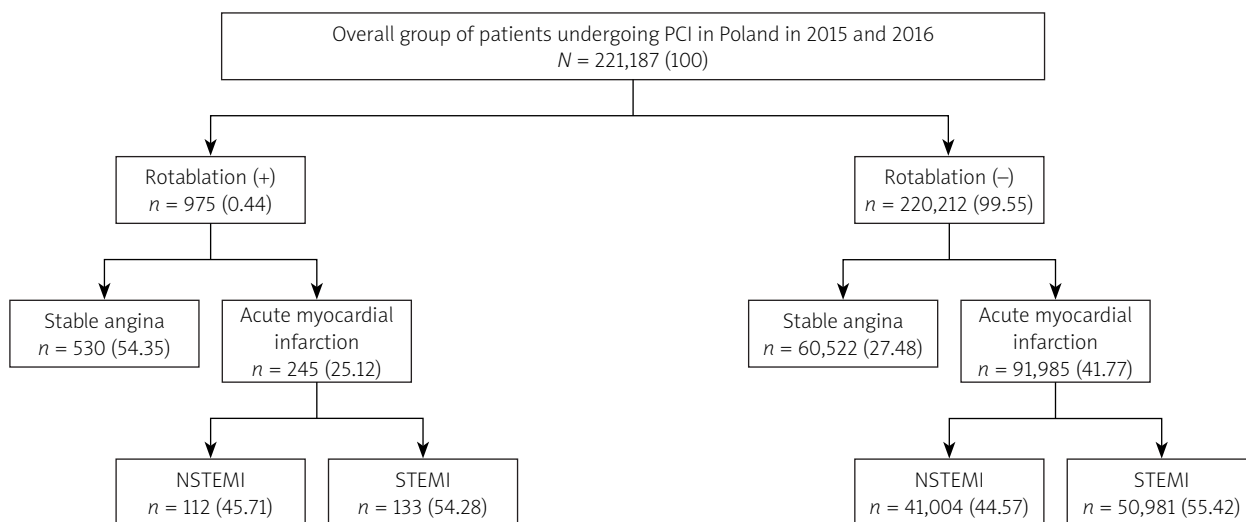 Overall group of patients undergoing PCI in Poland in 2015 and 2016
N = 221,187 (100)
Rotablation (+)
n = 975 (0.44)
Rotablation (–)
n = 220,212 (99.55)
Stable angina
n = 530 (54.35)
Acute myocardial
infarction
n = 245 (25.12)
Stable angina
n = 60,522 (27.48)
Acute myocardial
infarction
n = 91,985 (41.77)
NSTEMI
n = 112 (45.71)
STEMI
n = 133 (54.28)
NSTEMI
n = 41,004 (44.57)
STEMI
n = 50,981 (55.42)